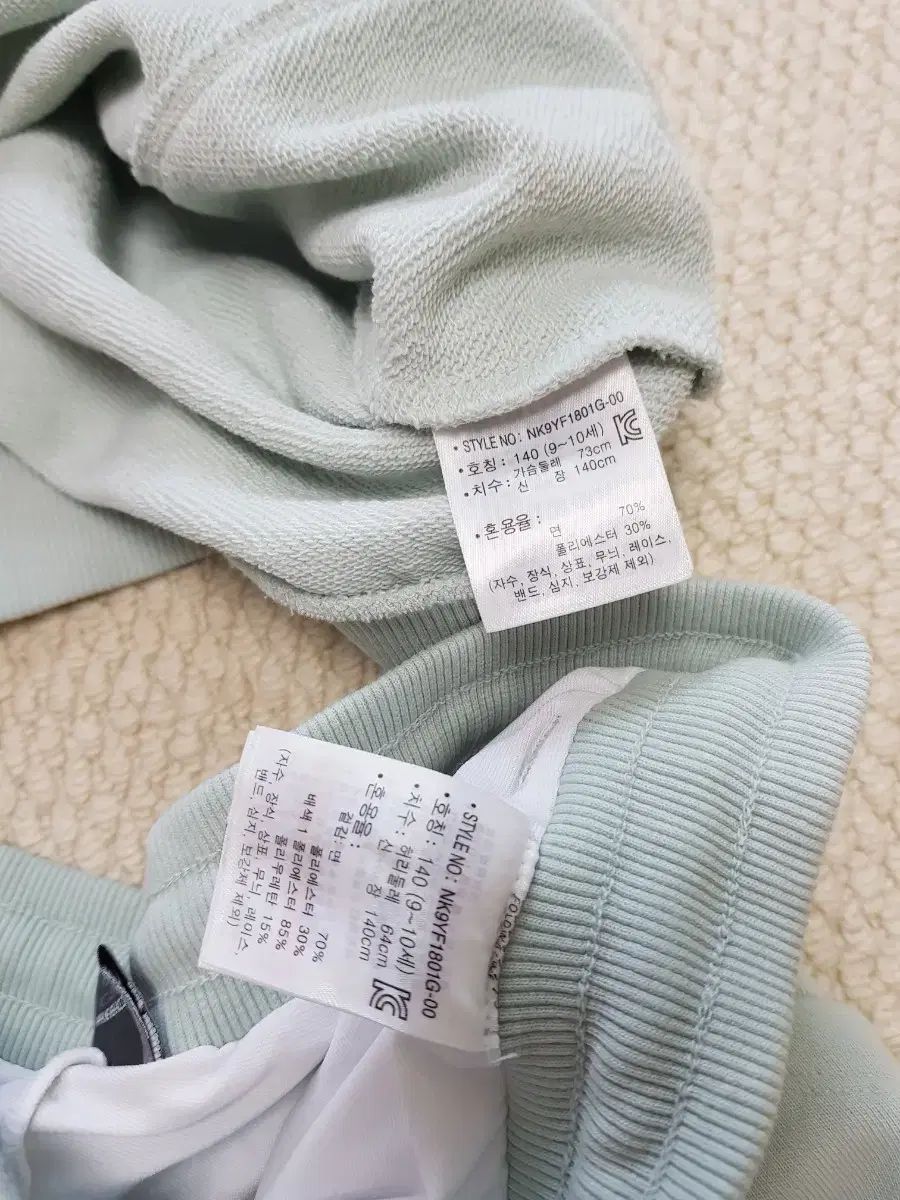 • STYLE NO: NK9YF1801G-00
• 호칭 : 140 (9~10세)
• 치수 : 가슴둘레 73cm
신 장 140cm
• 혼용율 :
면 70%
폴리에스터 30%
(자수, 장식, 상표, 무늬, 레이스,
밴드, 심지, 보강제 제외)
• STYLE NO: NK9YF1801G-00
• 호칭 : 140 (9~10세)
• 치수 : 허리둘레 64cm
신 장 140cm
• 혼용율 :
겉감 : 면 70%
폴리에스터 30%
배색 1 폴리에스터 85%
폴리우레탄 15%
(자수, 장식, 상표, 무늬, 레이스,
밴드, 심지, 보강제 제외)